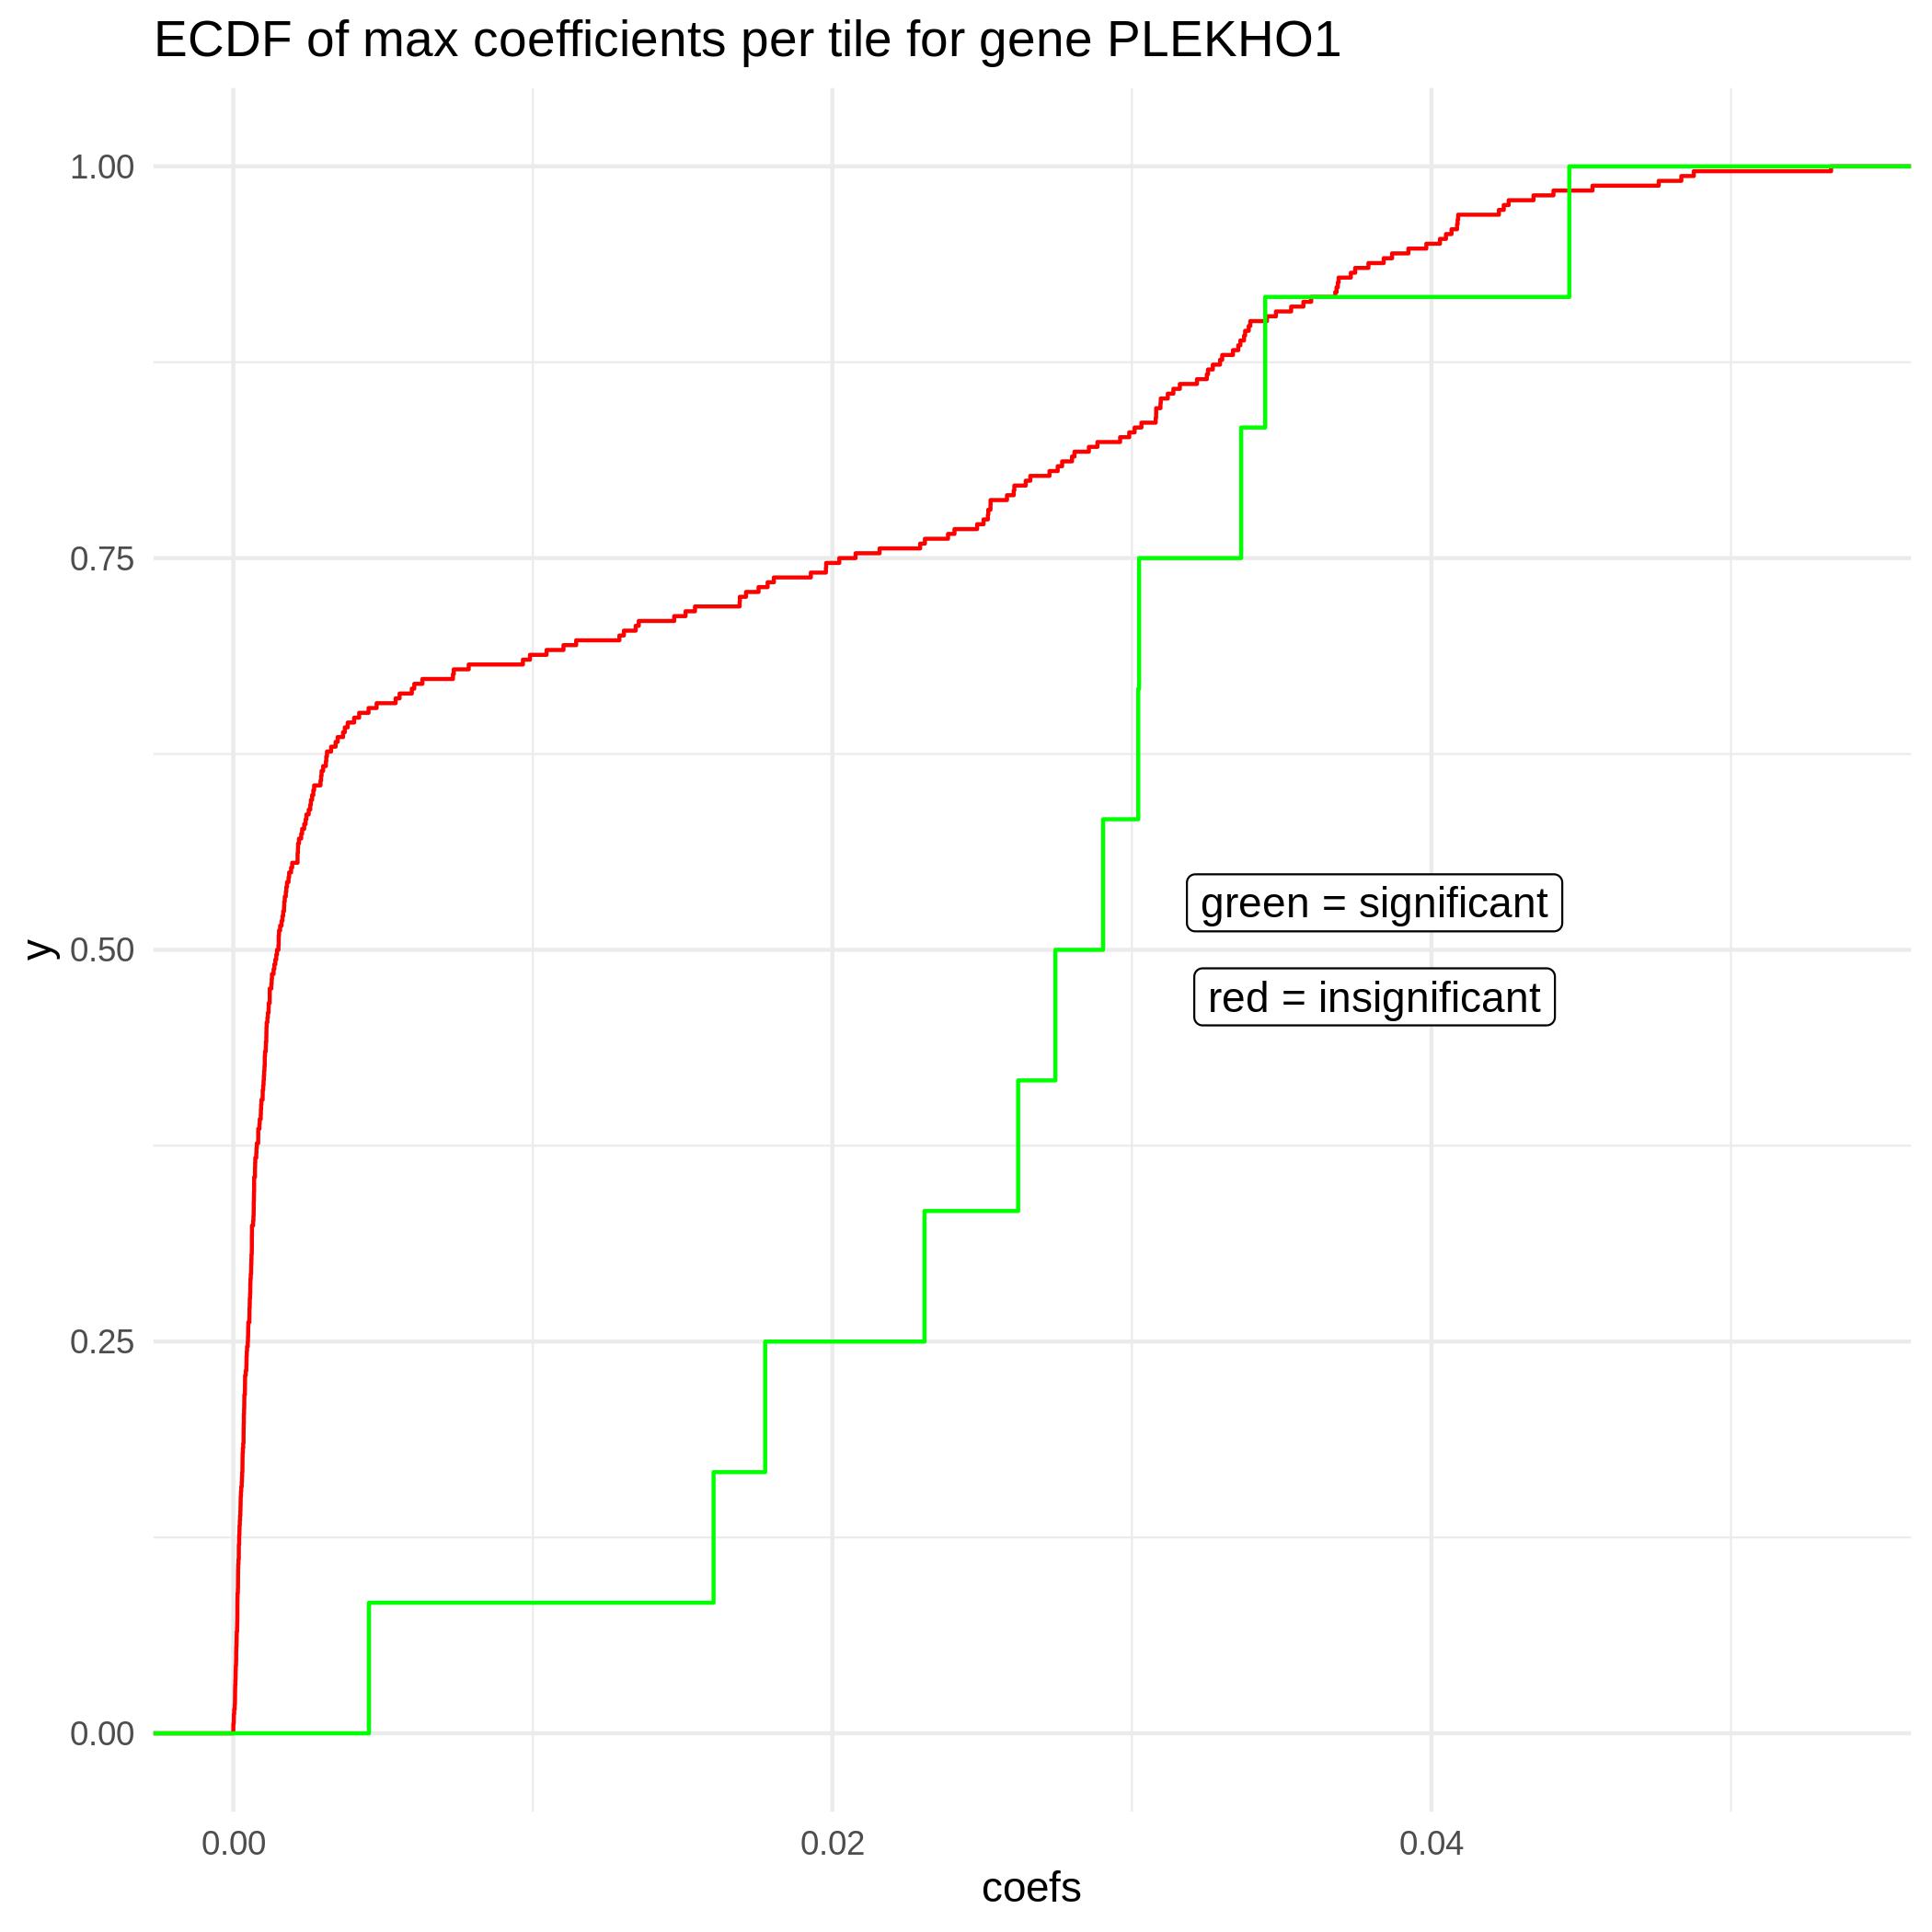 ECDF of max coefficients per tile for gene PLEKHO1
1.00
0.75
0.50
0.25
0.00
y
green = significant
red = insignificant
0.00 0.02 0.04
coefs